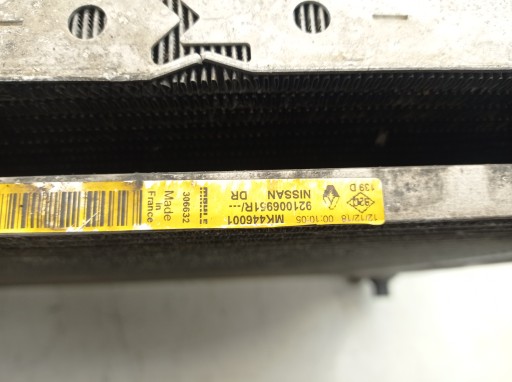 12/12/18 00:10:05
139 D
MK446001
921006951R/---
NISSAN
DR
306632
Made
in
France